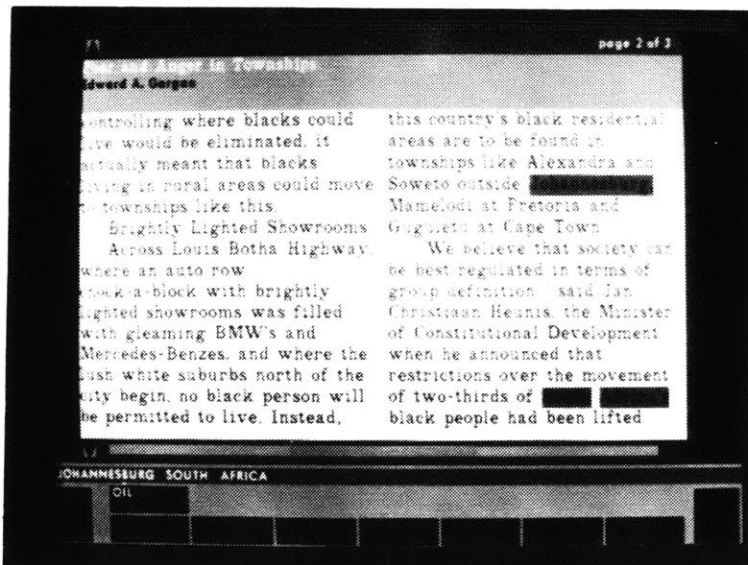 page 2 of 3
and Anger in Townships
Edward A. Gargan
controlling where blacks could
live would be eliminated, it
actually meant that blacks
living in rural areas could move
to townships like this.
Brightly Lighted Showrooms
Across Louis Botha Highway,
where an auto row
chock-a-block with brightly
lighted showrooms was filled
with gleaming BMW's and
Mercedes-Benzes, and where the
lush white suburbs north of the
city begin, no black person will
be permitted to live. Instead,
this country's black residential
areas are to be found in
townships like Alexandra and
Soweto outside Johannesburg,
Mamelodi at Pretoria and
Guguletu at Cape Town
We believe that society can
be best regulated in terms of
group definition," said Jan
Christiaan Heunis, the Minister
of Constitutional Development
when he announced that
restrictions over the movement
of two-thirds of
black people had been lifted
JOHANNESBURG SOUTH AFRICA
OIL